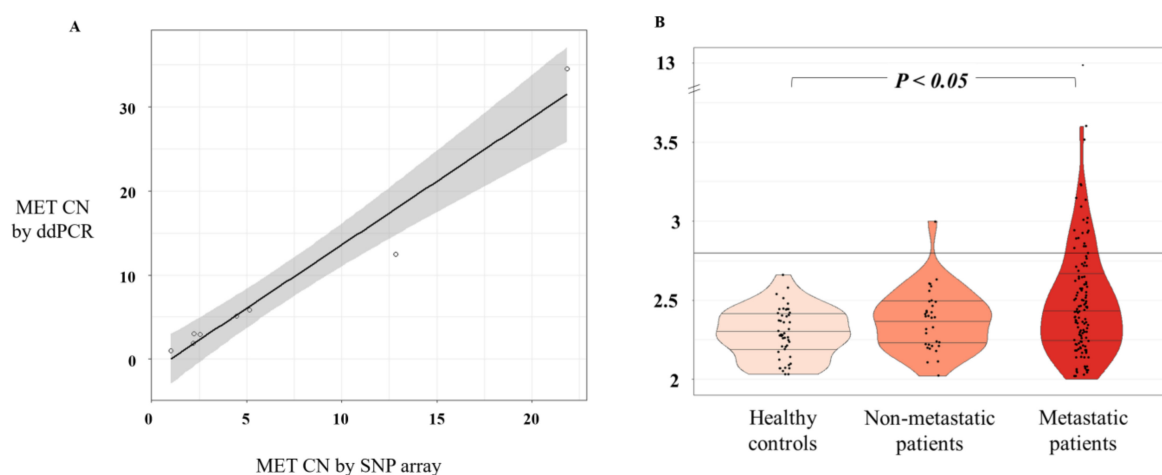 A
30
20
10
0
0
5
10
15
20
MET CN
by ddPCR
MET CN by SNP array
B
13
P < 0.05
3.5
3
2.5
2
Healthy
controls
Non-metastatic
patients
Metastatic
patients